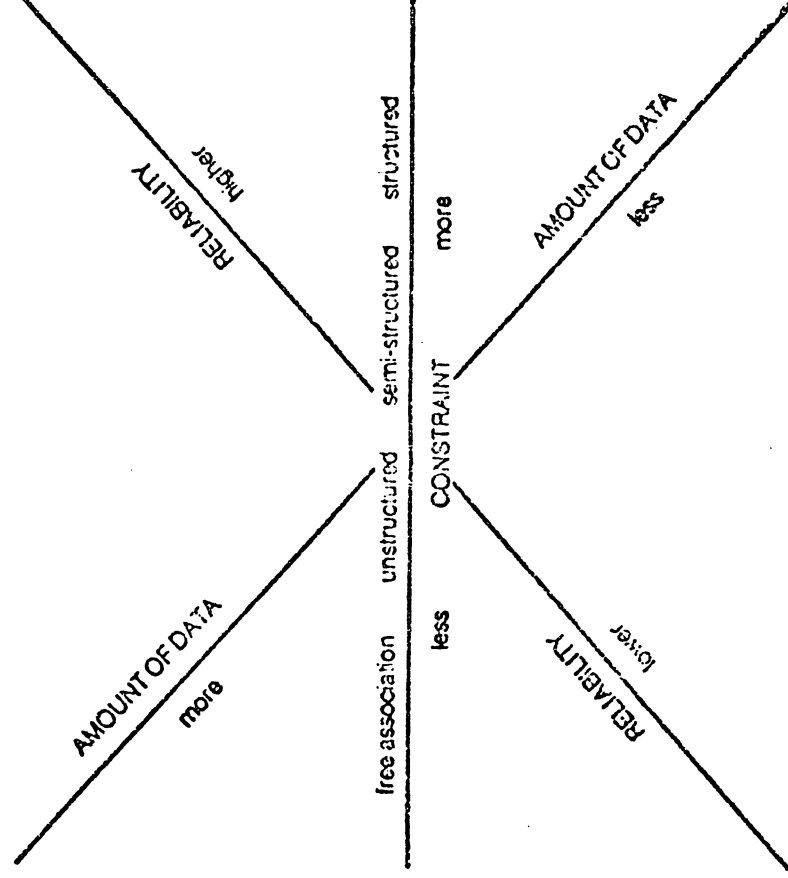 AMOUNT OF DATA
more
RELIABILITY
higher
free association unstructured semi-structured structured
less CONSTRAINT more
RELIABILITY
lower
AMOUNT OF DATA
less